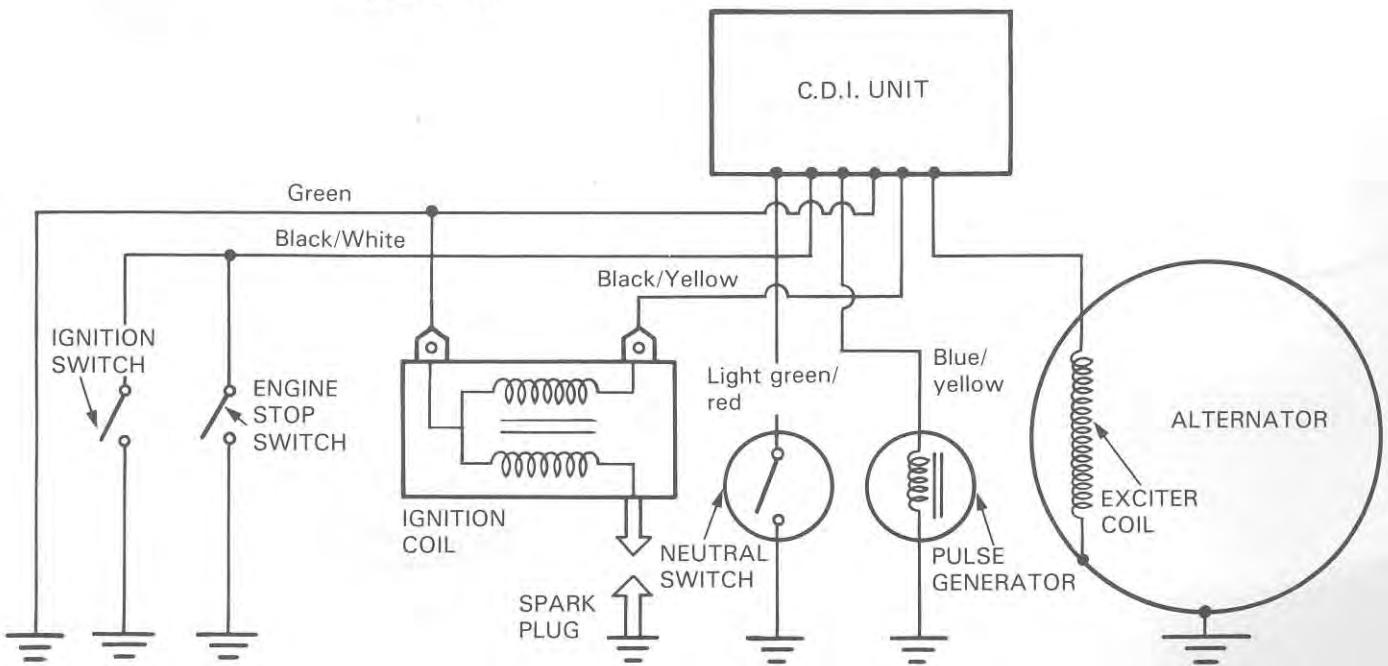 C.D.I. UNIT
Green
Black/White
Black/Yellow
IGNITION
SWITCH
ENGINE
STOP
SWITCH
Light green/
red
Blue/
yellow
ALTERNATOR
EXCITER
COIL
IGNITION
COIL
NEUTRAL
SWITCH
PULSE
GENERATOR
SPARK
PLUG